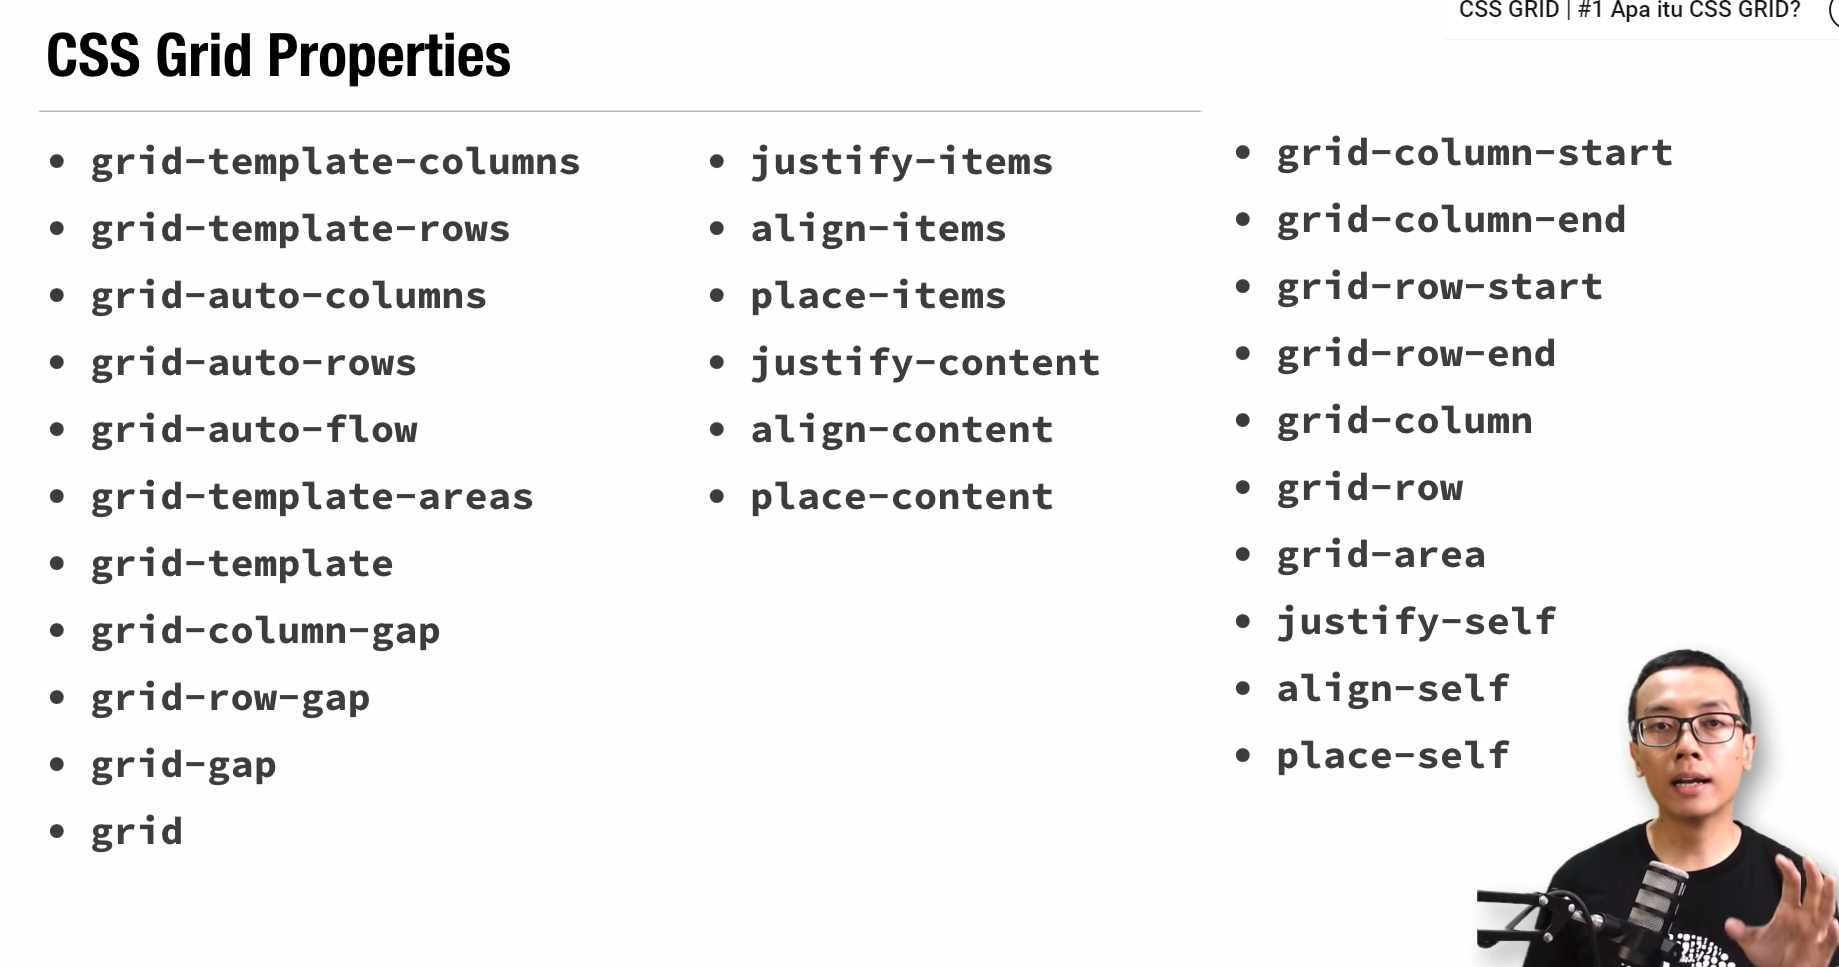 CSS GRID | #1 Apa itu CSS GRID?
CSS Grid Properties
grid-template-columns
grid-template-rows
grid-auto-columns
grid-auto-rows
grid-auto-flow
grid-template-areas
grid-template
grid-column-gap
grid-row-gap
grid-gap
grid
justify-items
align-items
place-items
justify-content
align-content
place-content
grid-column-start
grid-column-end
grid-row-start
grid-row-end
grid-column
grid-row
grid-area
justify-self
align-self
place-self